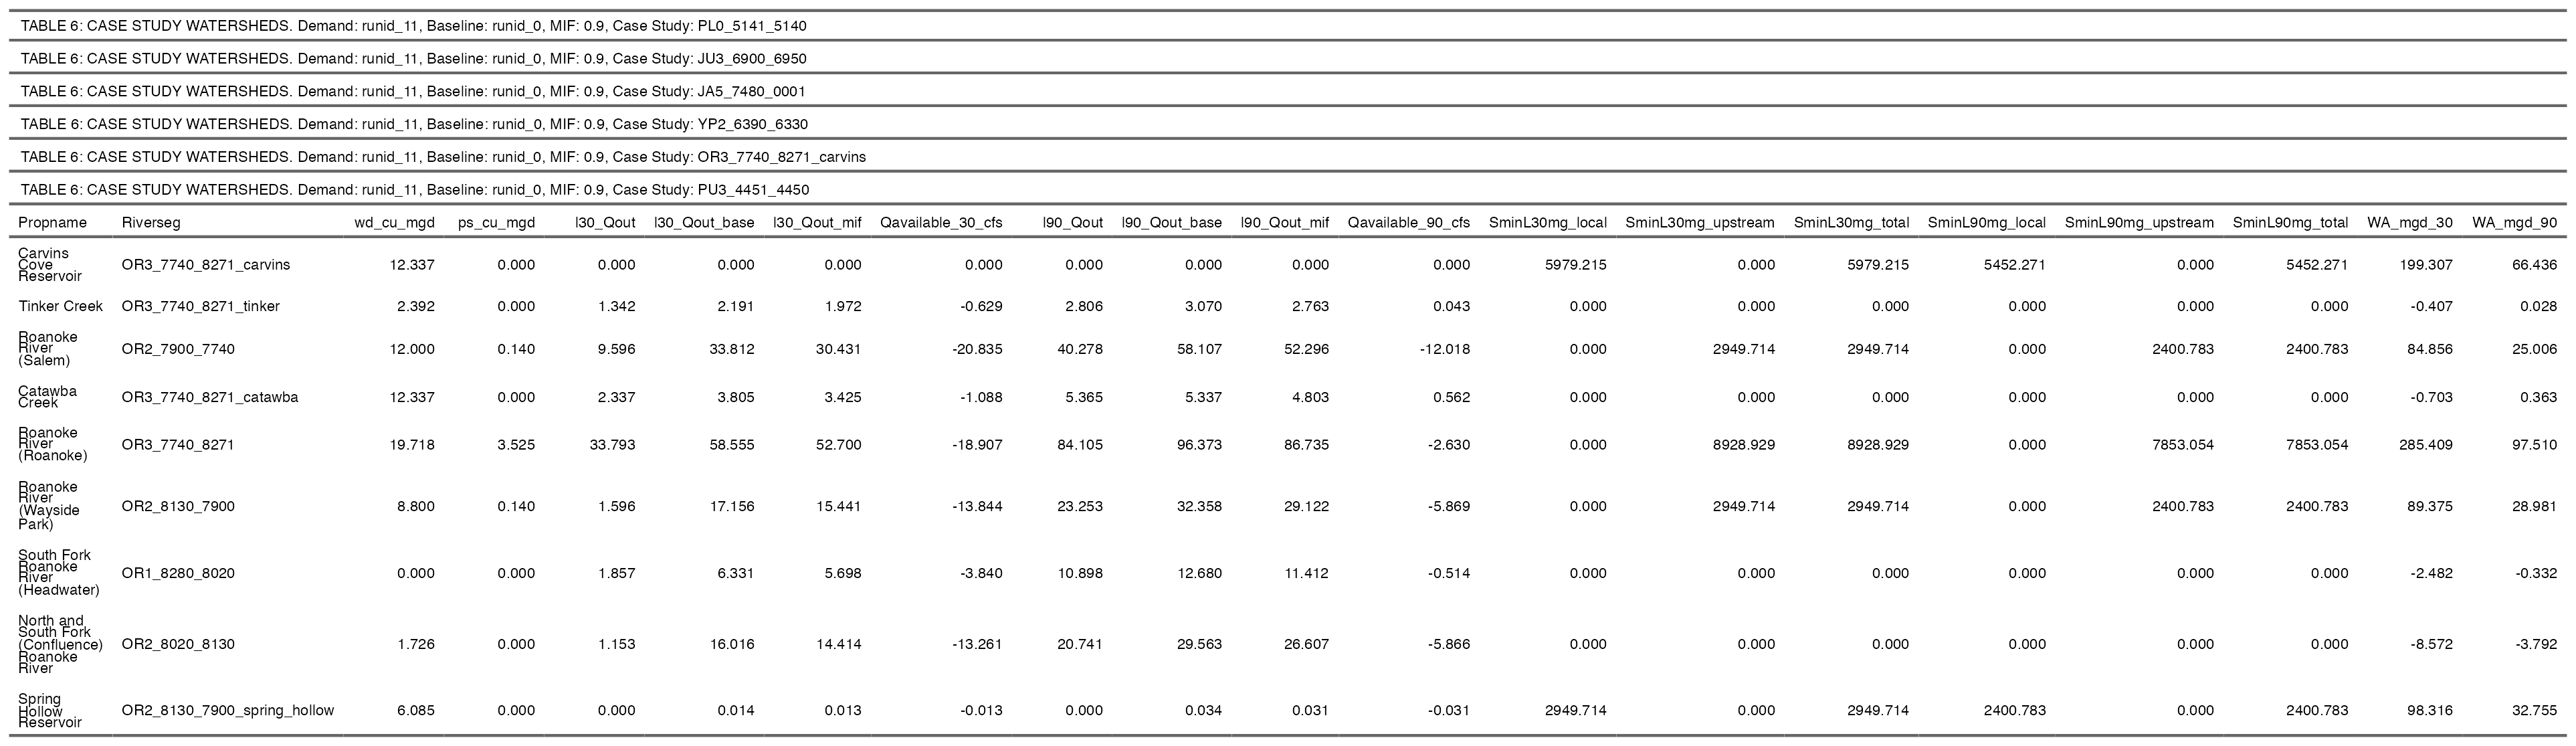 TABLE 6: CASE STUDY WATERSHEDS. Demand: runid_11, Baseline: runid_0, MIF: 0.9, Case Study: PL0_5141_5140
TABLE 6: CASE STUDY WATERSHEDS. Demand: runid_11, Baseline: runid_0, MIF: 0.9, Case Study: JU3_6900_6950
TABLE 6: CASE STUDY WATERSHEDS. Demand: runid_11, Baseline: runid_0, MIF: 0.9, Case Study: JA5_7480_0001
TABLE 6: CASE STUDY WATERSHEDS. Demand: runid_11, Baseline: runid_0, MIF: 0.9, Case Study: YP2_6390_6330
TABLE 6: CASE STUDY WATERSHEDS. Demand: runid_11, Baseline: runid_0, MIF: 0.9, Case Study: OR3_7740_8271_carvins
TABLE 6: CASE STUDY WATERSHEDS. Demand: runid_11, Baseline: runid_0, MIF: 0.9, Case Study: PU3_4451_4450
Propname Riverseg wd_cu_mgd ps_cu_mgd l30_Qout l30_Qout_base l30_Qout_mif Qavailable_30_cfs l90_Qout l90_Qout_base l90_Qout_mif Qavailable_90_cfs SminL30mg_local SminL30mg_upstream SminL30mg_total SminL90mg_local SminL90mg_upstream SminL90mg_total WA_mgd_30 WA_mgd_90
Carvins
Cove
Reservoir
OR3_7740_8271_carvins 12.337 0.000 0.000 0.000 0.000 0.000 0.000 0.000 0.000 0.000 5979.215 0.000 5979.215 5452.271 0.000 5452.271 199.307 66.436
Tinker Creek OR3_7740_8271_tinker 2.392 0.000 1.342 2.191 1.972 -0.629 2.806 3.070 2.763 0.043 0.000 0.000 0.000 0.000 0.000 0.000 -0.407 0.028
Roanoke
River
(Salem)
OR2_7900_7740 12.000 0.140 9.596 33.812 30.431 -20.835 40.278 58.107 52.296 -12.018 0.000 2949.714 2949.714 0.000 2400.783 2400.783 84.856 25.006
Catawba
Creek
OR3_7740_8271_catawba 12.337 0.000 2.337 3.805 3.425 -1.088 5.365 5.337 4.803 0.562 0.000 0.000 0.000 0.000 0.000 0.000 -0.703 0.363
Roanoke
River
(Roanoke)
OR3_7740_8271 19.718 3.525 33.793 58.555 52.700 -18.907 84.105 96.373 86.735 -2.630 0.000 8928.929 8928.929 0.000 7853.054 7853.054 285.409 97.510
Roanoke
River
(Wayside
Park)
OR2_8130_7900 8.800 0.140 1.596 17.156 15.441 -13.844 23.253 32.358 29.122 -5.869 0.000 2949.714 2949.714 0.000 2400.783 2400.783 89.375 28.981
South Fork
Roanoke
River
(Headwater)
OR1_8280_8020 0.000 0.000 1.857 6.331 5.698 -3.840 10.898 12.680 11.412 -0.514 0.000 0.000 0.000 0.000 0.000 0.000 -2.482 -0.332
North and
South Fork
(Confluence)
Roanoke
River
OR2_8020_8130 1.726 0.000 1.153 16.016 14.414 -13.261 20.741 29.563 26.607 -5.866 0.000 0.000 0.000 0.000 0.000 0.000 -8.572 -3.792
Spring
Hollow
Reservoir
OR2_8130_7900_spring_hollow 6.085 0.000 0.000 0.014 0.013 -0.013 0.000 0.034 0.031 -0.031 2949.714 0.000 2949.714 2400.783 0.000 2400.783 98.316 32.755